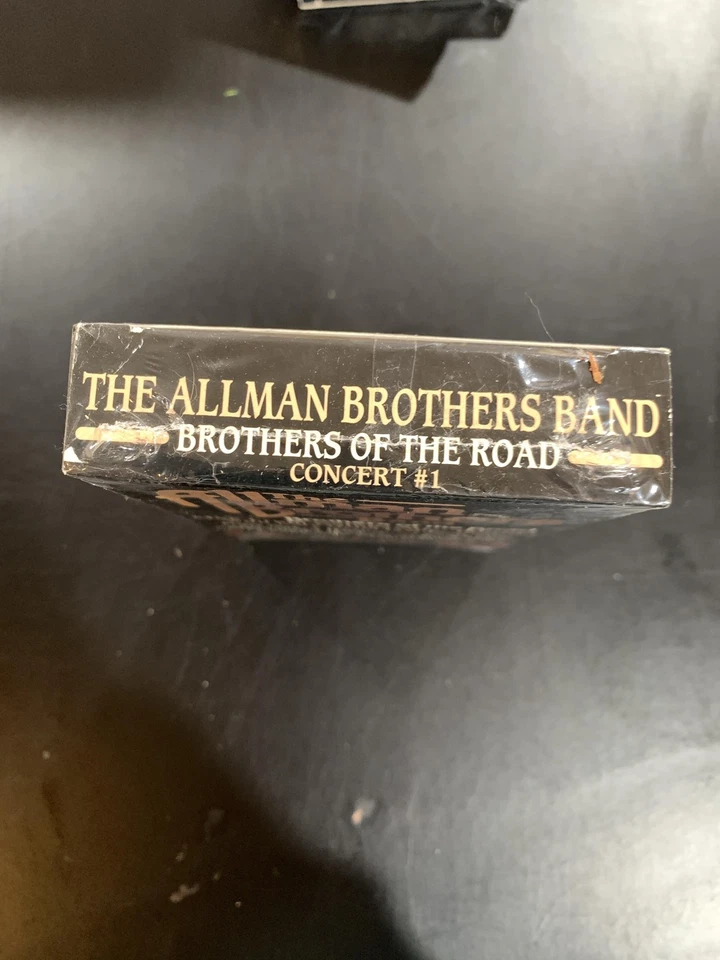 THE ALLMAN BROTHERS BAND
BROTHERS OF THE ROAD
CONCERT #1